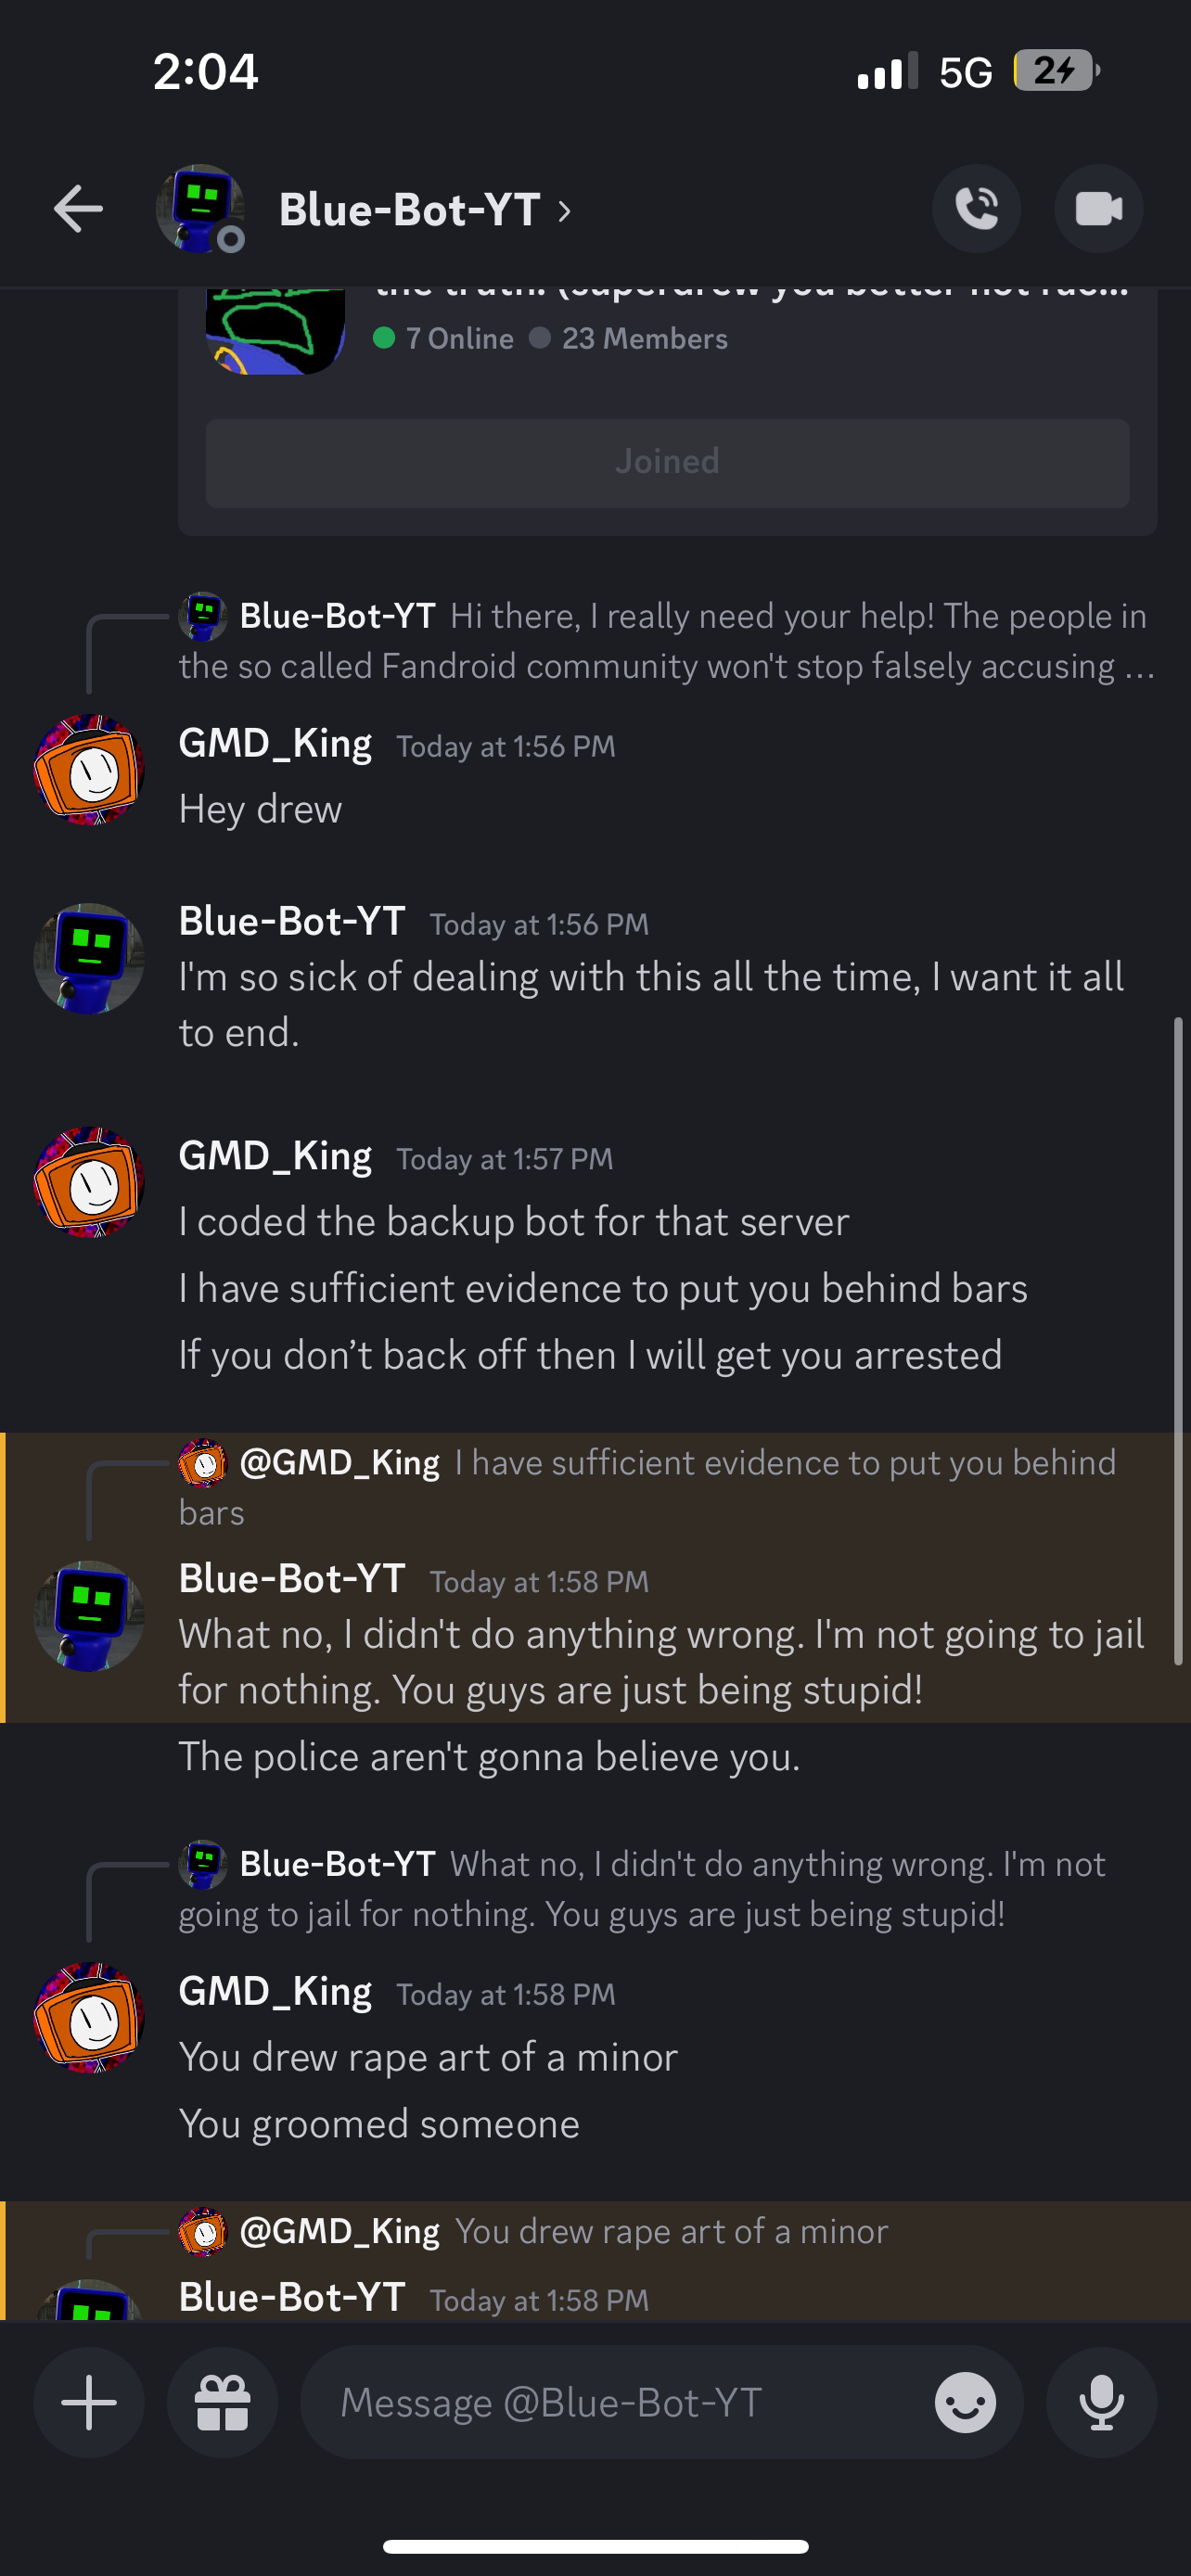 2:04
5G
2
Blue-Bot-YT
the truth. (superdrew you better not
7 Online 23 Members
Joined
Blue-Bot-YT Hi there, I really need your help! The people in
the so called Fandroid community won't stop falsely accusing ...
GMD_King Today at 1:56 PM
Hey drew
Blue-Bot-YT Today at 1:56 PM
I'm so sick of dealing with this all the time, I want it all
to end.
GMD_King Today at 1:57 PM
I coded the backup bot for that server
I have sufficient evidence to put you behind bars
If you don’t back off then I will get you arrested
@GMD_King I have sufficient evidence to put you behind
bars
Blue-Bot-YT Today at 1:58 PM
What no, I didn't do anything wrong. I'm not going to jail
for nothing. You guys are just being stupid!
The police aren't gonna believe you.
Blue-Bot-YT What no, I didn't do anything wrong. I'm not
going to jail for nothing. You guys are just being stupid!
GMD_King Today at 1:58 PM
You drew rape art of a minor
You groomed someone
@GMD_King You drew rape art of a minor
Blue-Bot-YT Today at 1:58 PM
Message @Blue-Bot-YT